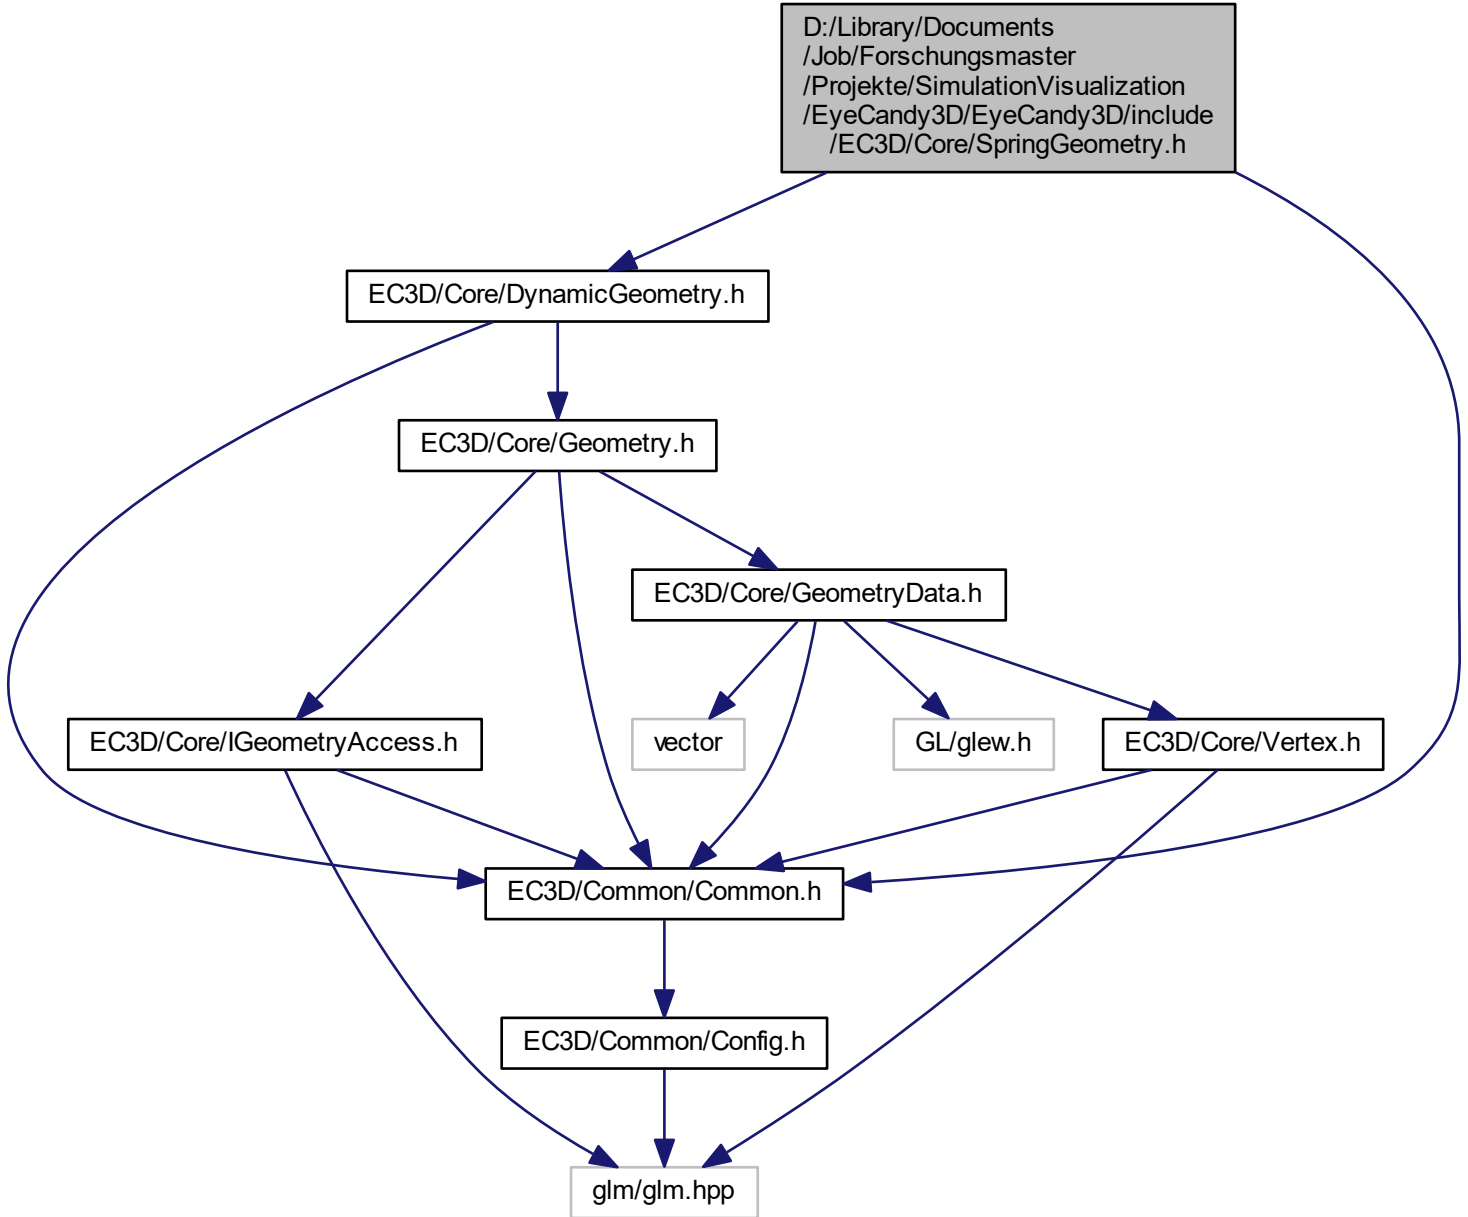 D:/Library/Documents
/Job/Forschungsmaster
/Projekte/SimulationVisualization
/EyeCandy3D/EyeCandy3D/include
/EC3D/Core/SpringGeometry.h
EC3D/Core/DynamicGeometry.h
EC3D/Core/Geometry.h
EC3D/Core/GeometryData.h
EC3D/Core/IGeometryAccess.h
vector
GL/glew.h
EC3D/Core/Vertex.h
EC3D/Common/Common.h
EC3D/Common/Config.h
glm/glm.hpp